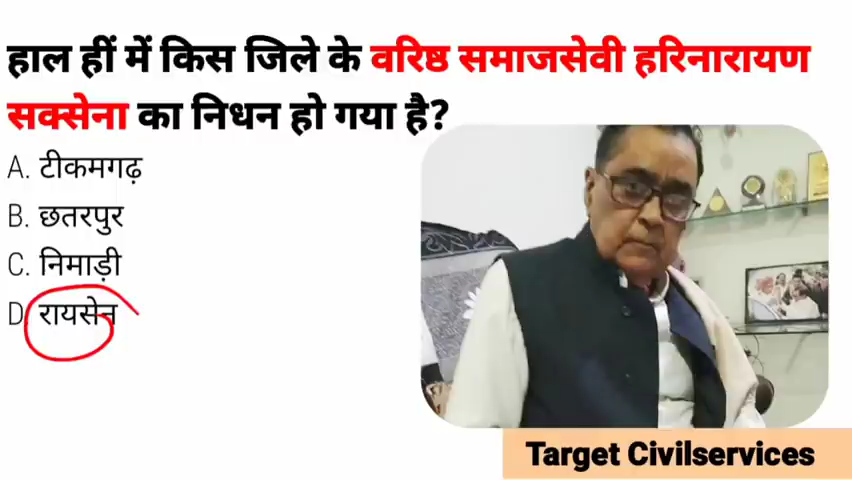 हाल हीं में किस जिले के वरिष्ठ समाजसेवी हरिनारायण
सक्सेना का निधन हो गया है?
A. टीकमगढ़
B. छतरपुर
C. निमाड़ी
D रायसेन
Target Civilservices